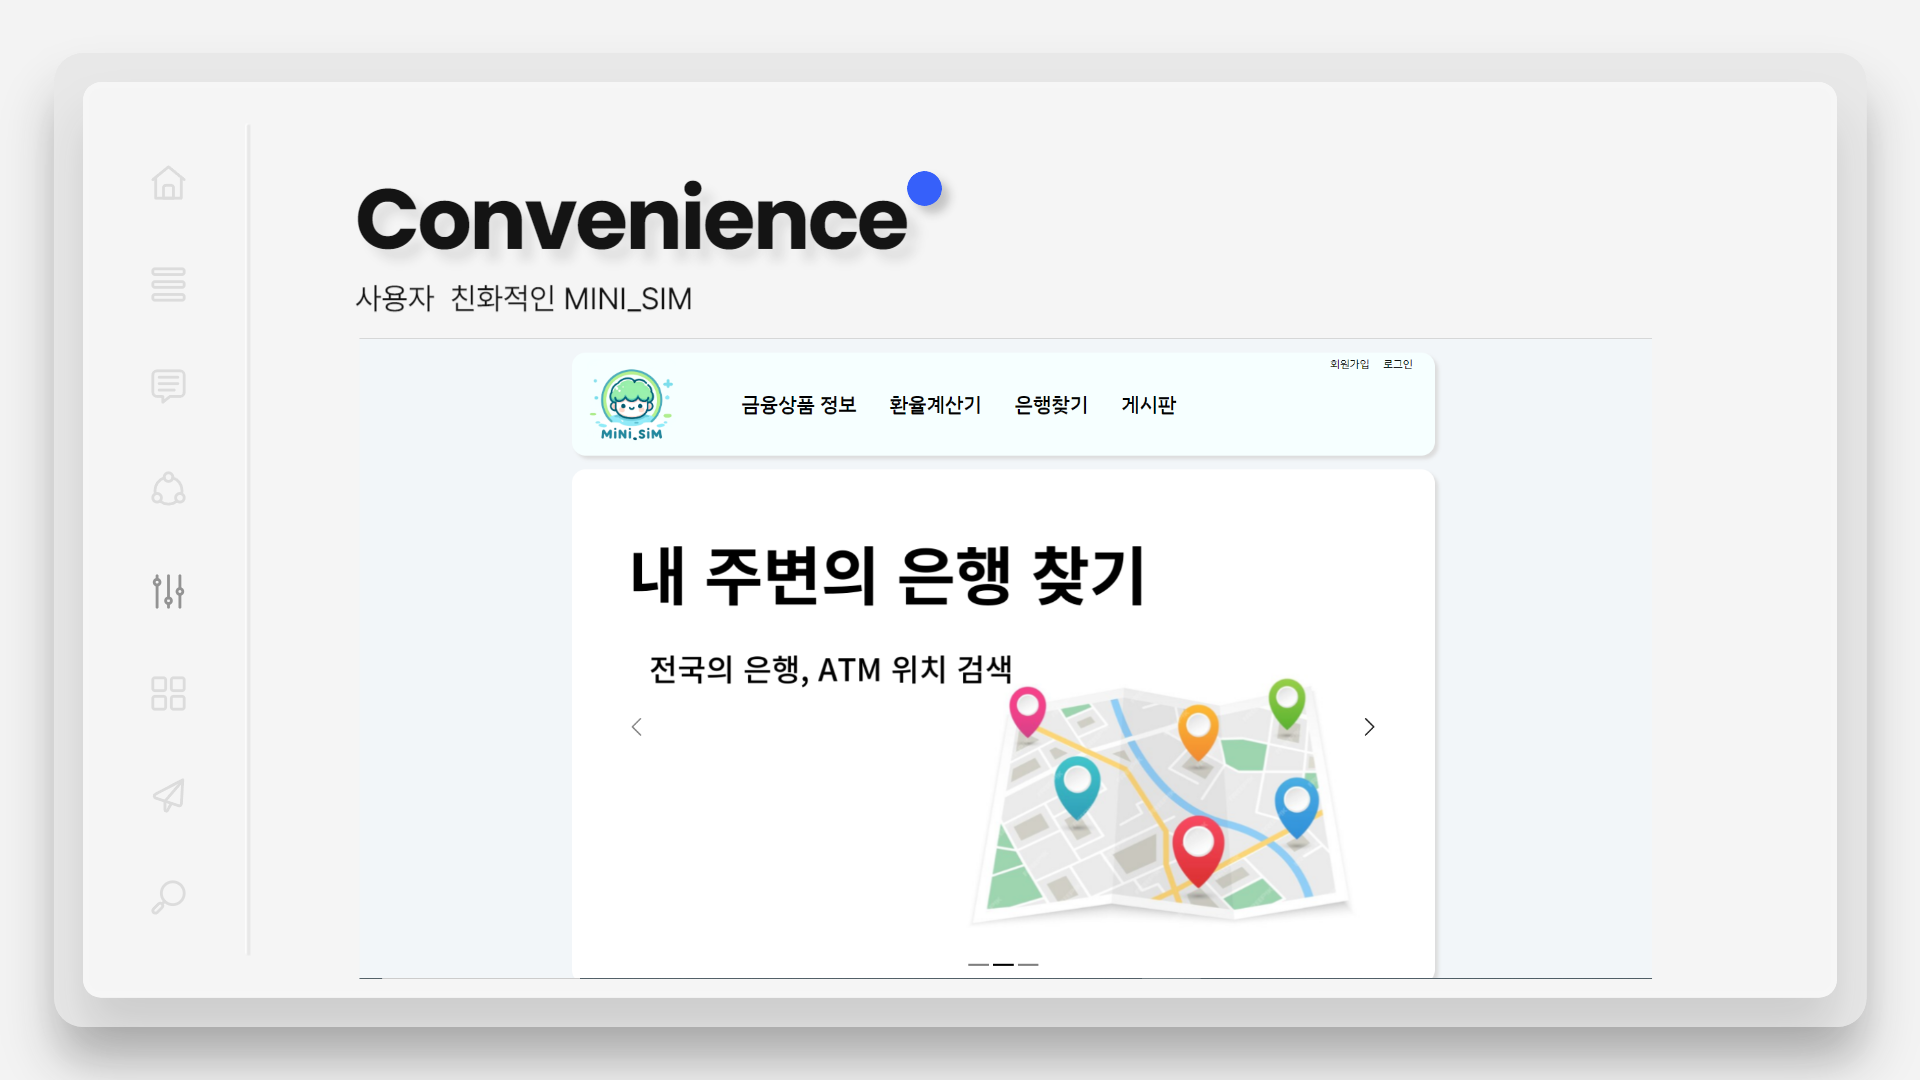 Convenience
사용자 친화적인 MINI_SIM
회원가입 로그인
MiNi_SiM
금융상품 정보 환율계산기 은행찾기 게시판
내 주변의 은행 찾기
전국의 은행, ATM 위치 검색